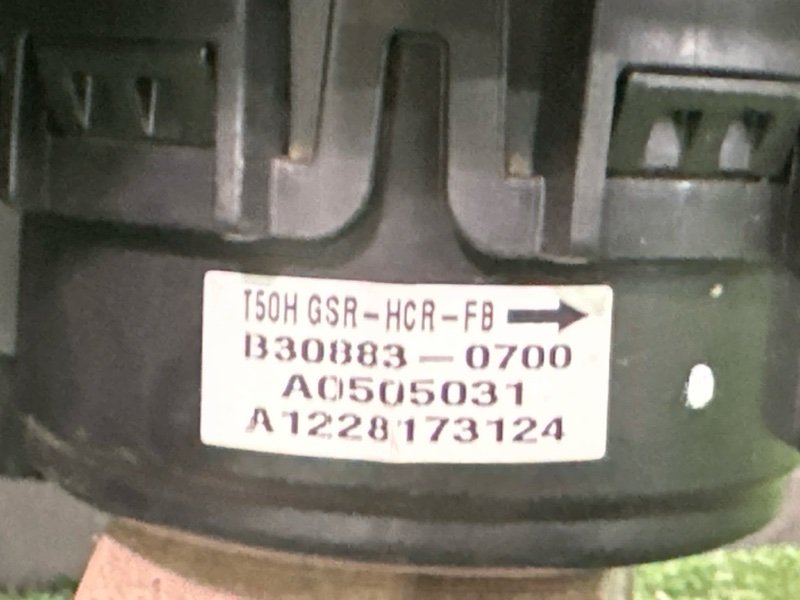 T50H GSR-HCR-FB →
B30883-0700
A0505031
A1228173124